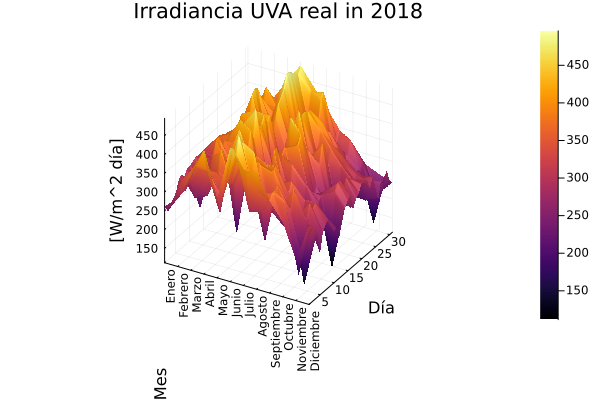 Irradiancia UVA real in 2018
[W/m^2 día]
450
400
350
300
250
200
150
Enero
Febrero
Marzo
Abril
Mayo
Junio
Julio
Agosto
Septiembre
Octubre
Noviembre
Diciembre
Mes
5
10
15
20
25
30
Día
450
400
350
300
250
200
150